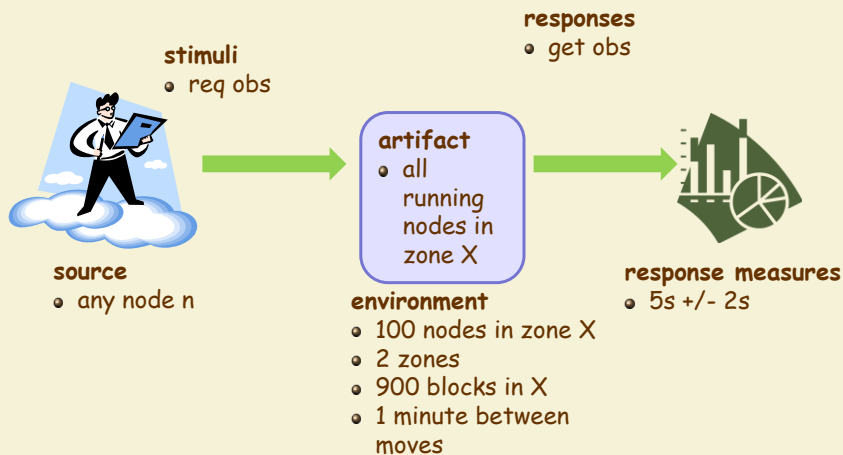 stimuli
• req obs
responses
• get obs
artifact
• all
running
nodes in
zone X
source
• any node n
environment
• 100 nodes in zone X
• 2 zones
• 900 blocks in X
• 1 minute between
moves
response measures
• 5s +/- 2s